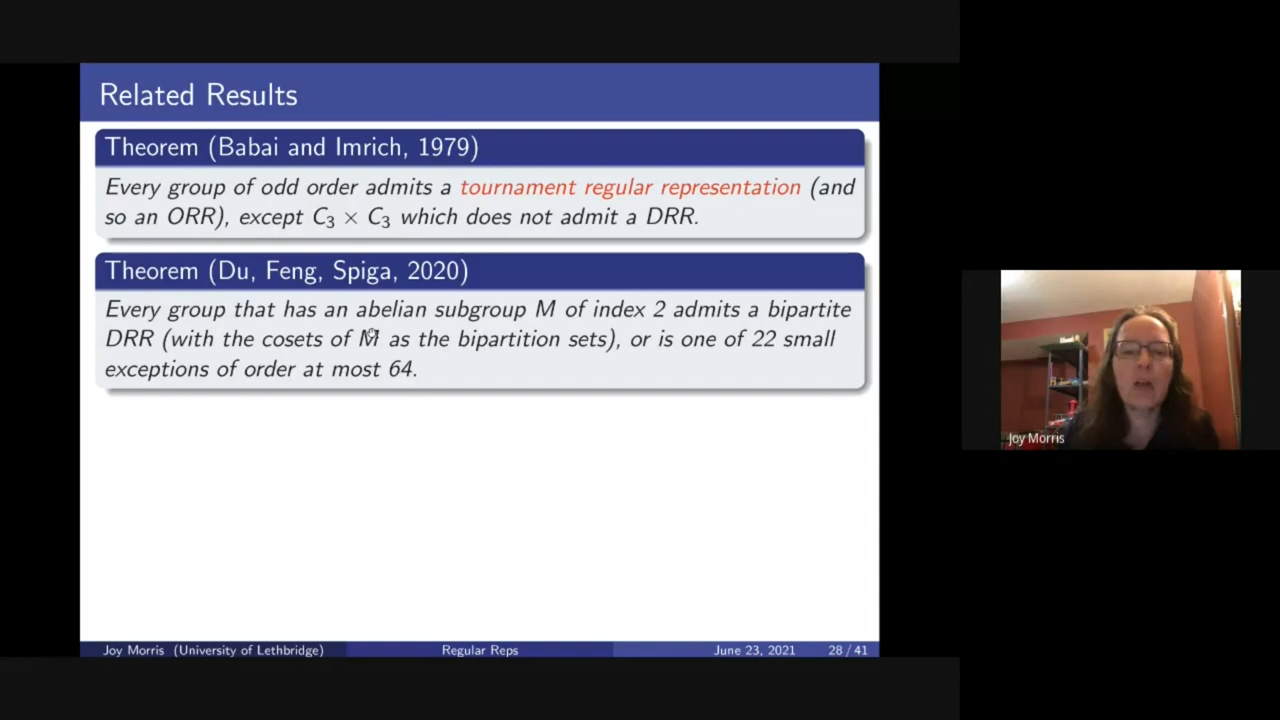 Related Results
Theorem (Babai and Imrich, 1979)
Every group of odd order admits a tournament regular representation (and
so an ORR), except C₃ × C₃ which does not admit a DRR.
Theorem (Du, Feng, Spiga, 2020)
Every group that has an abelian subgroup M of index 2 admits a bipartite
DRR (with the cosets of M as the bipartition sets), or is one of 22 small
exceptions of order at most 64.
Joy Morris
Joy Morris (University of Lethbridge) Regular Reps June 23, 2021 28 / 41